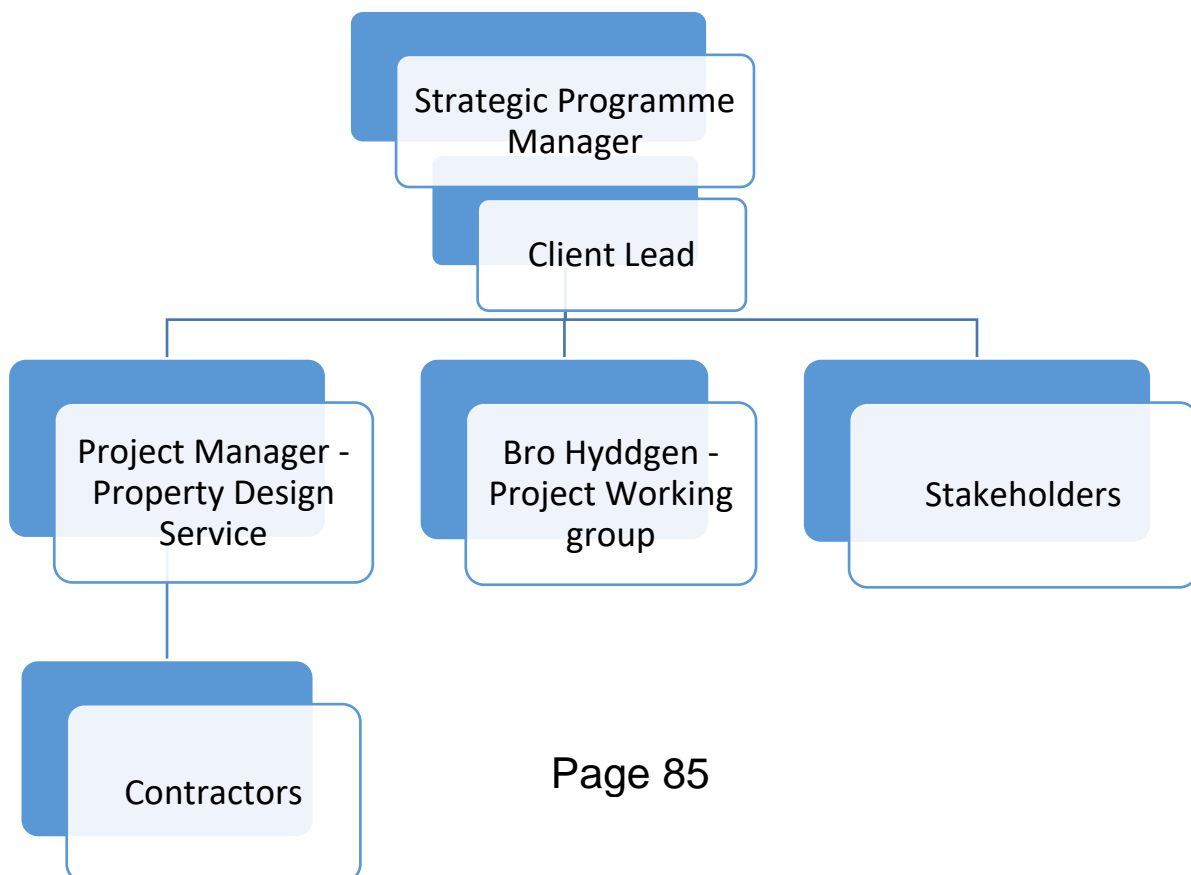 Strategic Programme
Manager
Client Lead
Project Manager -
Property Design
Service
Bro Hyddgen -
Project Working
group
Stakeholders
Contractors
Page 85